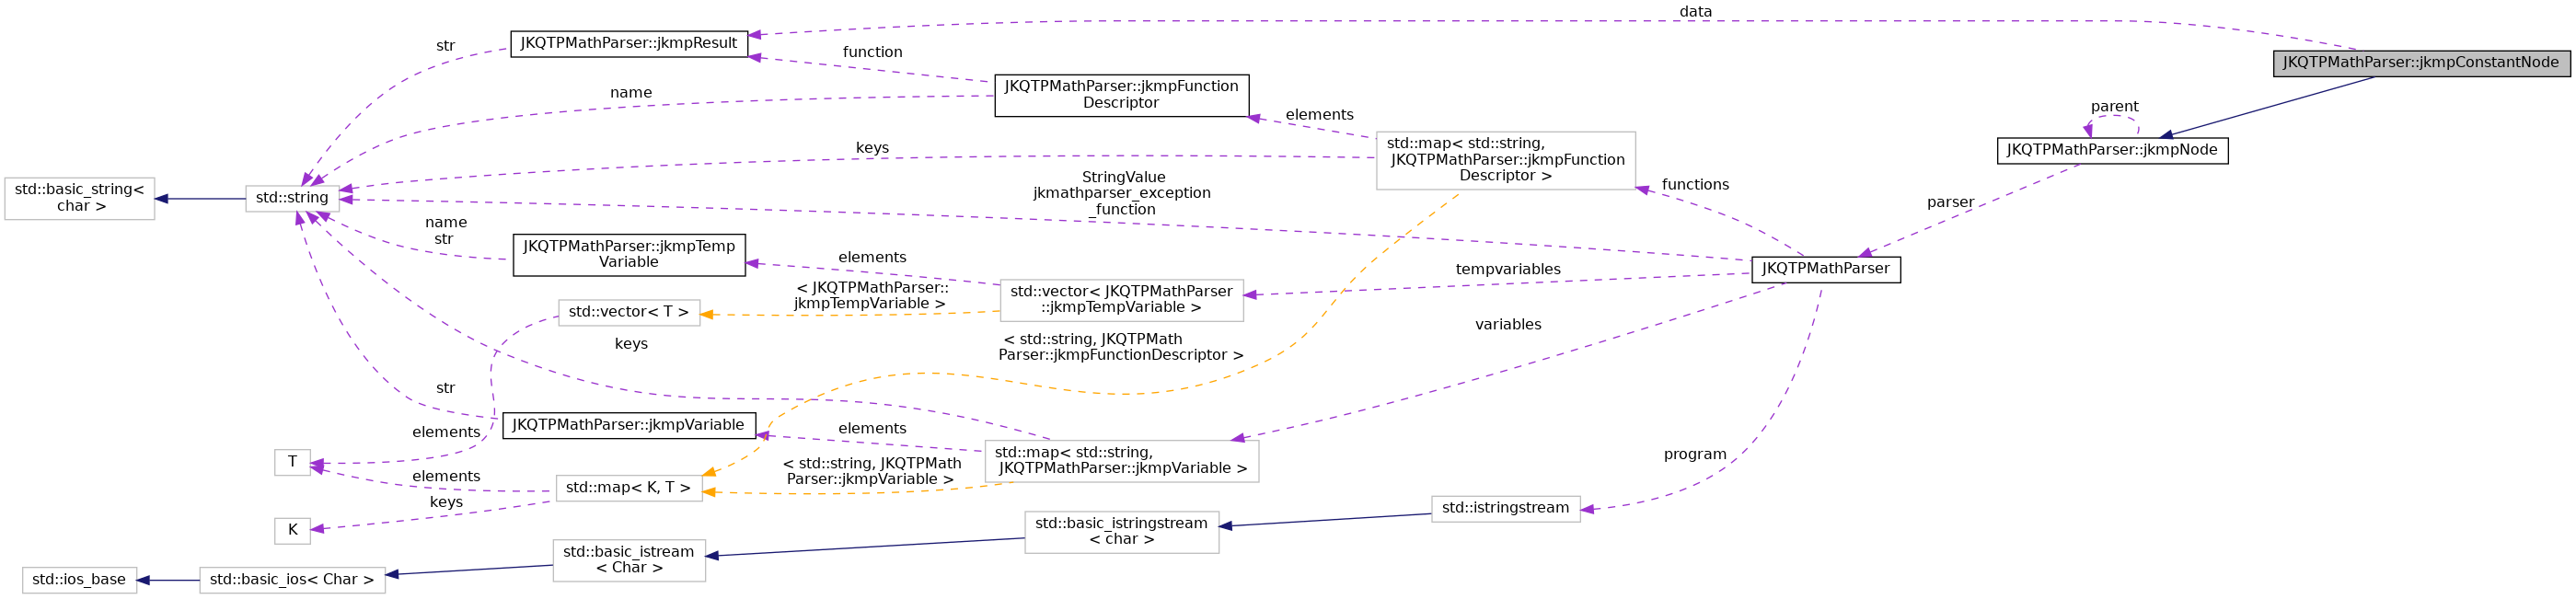 data
JKQTPMathParser::jkmpResult
str
function
JKQTPMathParser::jkmpConstantNode
JKQTPMathParser::jkmpFunction
Descriptor
name
elements
parent
JKQTPMathParser::jkmpNode
keys
std::map< std::string,
JKQTPMathParser::jkmpFunction
Descriptor >
StringValue
jkmathparser_exception
_function
functions
std::basic_string<
char >
std::string
parser
name
str
JKQTPMathParser::jkmpTemp
Variable
elements
tempvariables
JKQTPMathParser
< JKQTPMathParser::
jkmpTempVariable >
std::vector< JKQTPMathParser
::jkmpTempVariable >
std::vector< T >
variables
keys
< std::string, JKQTPMath
Parser::jkmpFunctionDescriptor >
str
JKQTPMathParser::jkmpVariable
elements
elements
std::map< std::string,
JKQTPMathParser::jkmpVariable >
program
T
elements
< std::string, JKQTPMath
Parser::jkmpVariable >
std::map< K, T >
keys
K
std::istringstream
std::basic_istringstream
< char >
std::basic_istream
< Char >
std::ios_base
std::basic_ios< Char >